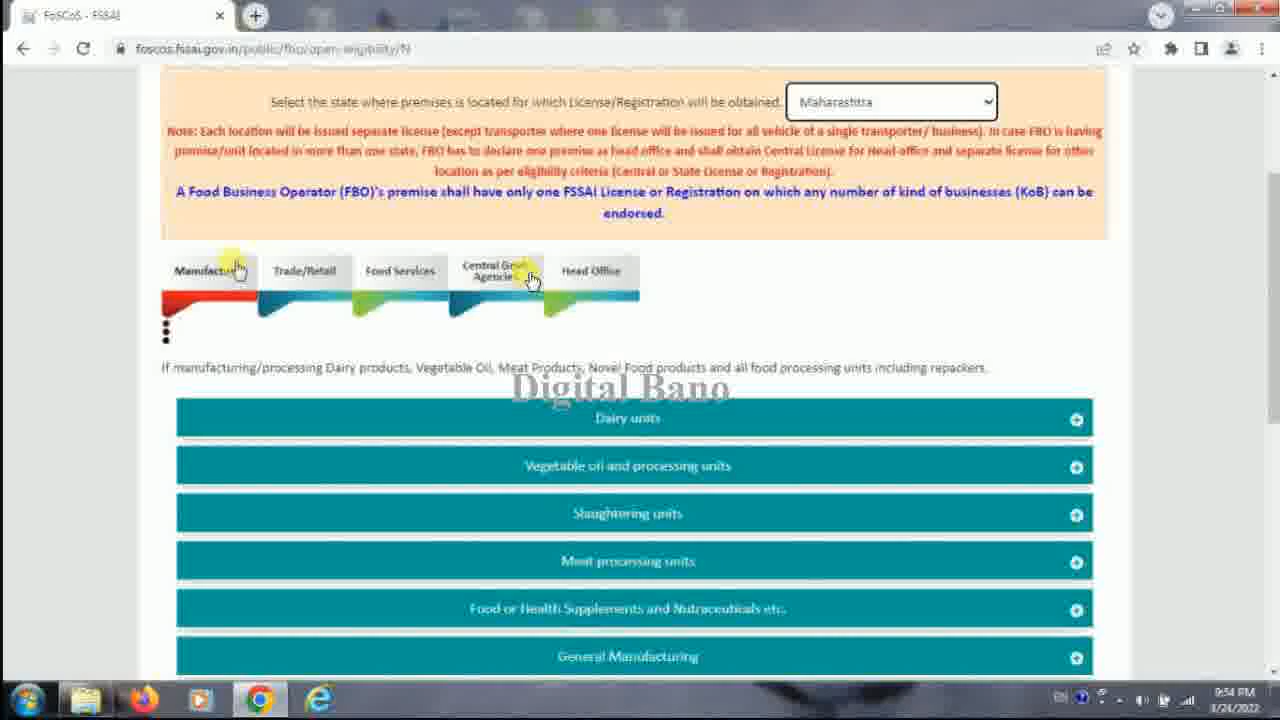 FoSCoS - FSSAI
foscos.fssai.gov.in/public/fbo/open-eligibility/N
Select the state where premises is located for which License/Registration will be obtained.
Maharashtra
Note: Each location will be issued separate license (except transporter where one license will be issued for all vehicle of a single transporter/ business). In case FBO is having
premise/unit located in more than one state, FBO has to declare one premise as head office and shall obtain Central License for Head office and separate license for other
location as per eligibility criteria (Central or State License or Registration).
A Food Business Operator (FBO)'s premise shall have only one FSSAI License or Registration on which any number of kind of businesses (KoB) can be
endorsed.
Trade/Retail
Food Services
Central
Agencies
Head Office
If manufacturing/processing Dairy products, Vegetable Oil, Meat Products, Novel Food products and all food processing units including repackers.
Digital Bano
Dairy units
Vegetable oil and processing units
Slaughtering units
Meat processing units
Food or Health Supplements and Nutraceuticals etc.
General Manufacturing
EN
9:54 PM
3/24/2022